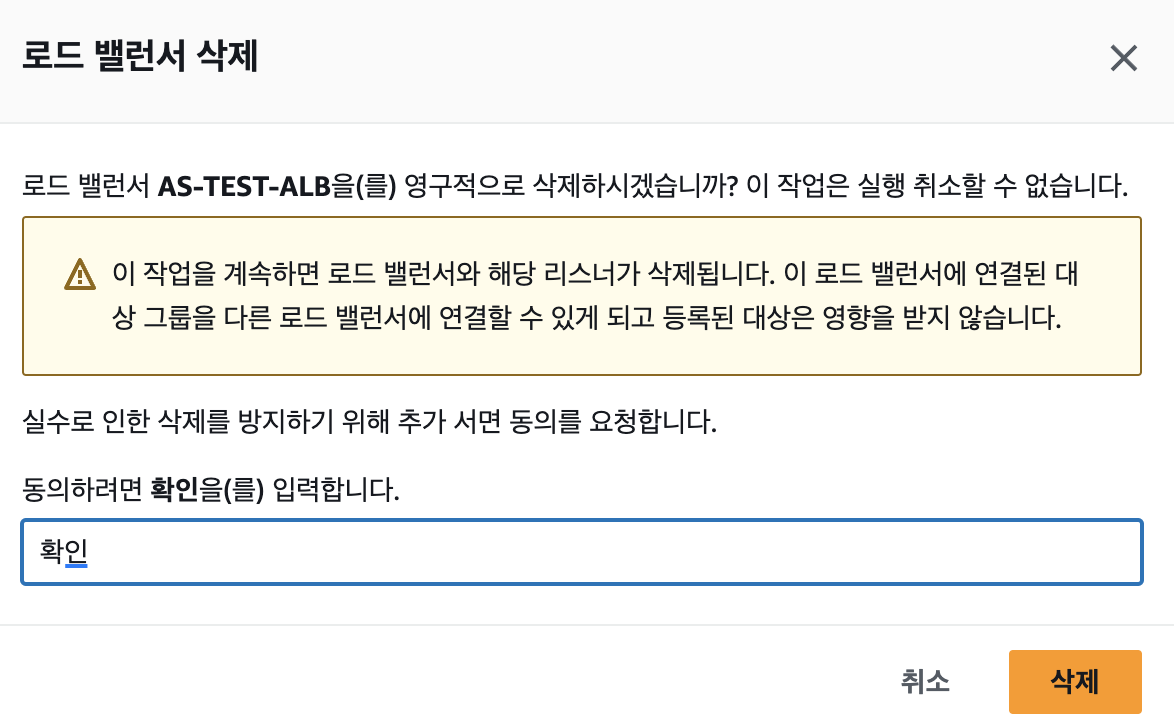 로드 밸런서 삭제
로드 밸런서 AS-TEST-ALB을(를) 영구적으로 삭제하시겠습니까? 이 작업은 실행 취소할 수 없습니다.
이 작업을 계속하면 로드 밸런서와 해당 리스너가 삭제됩니다. 이 로드 밸런서에 연결된 대
상 그룹을 다른 로드 밸런서에 연결할 수 있게 되고 등록된 대상은 영향을 받지 않습니다.
실수로 인한 삭제를 방지하기 위해 추가 서면 동의를 요청합니다.
동의하려면 확인을(를) 입력합니다.
확인
취소
삭제